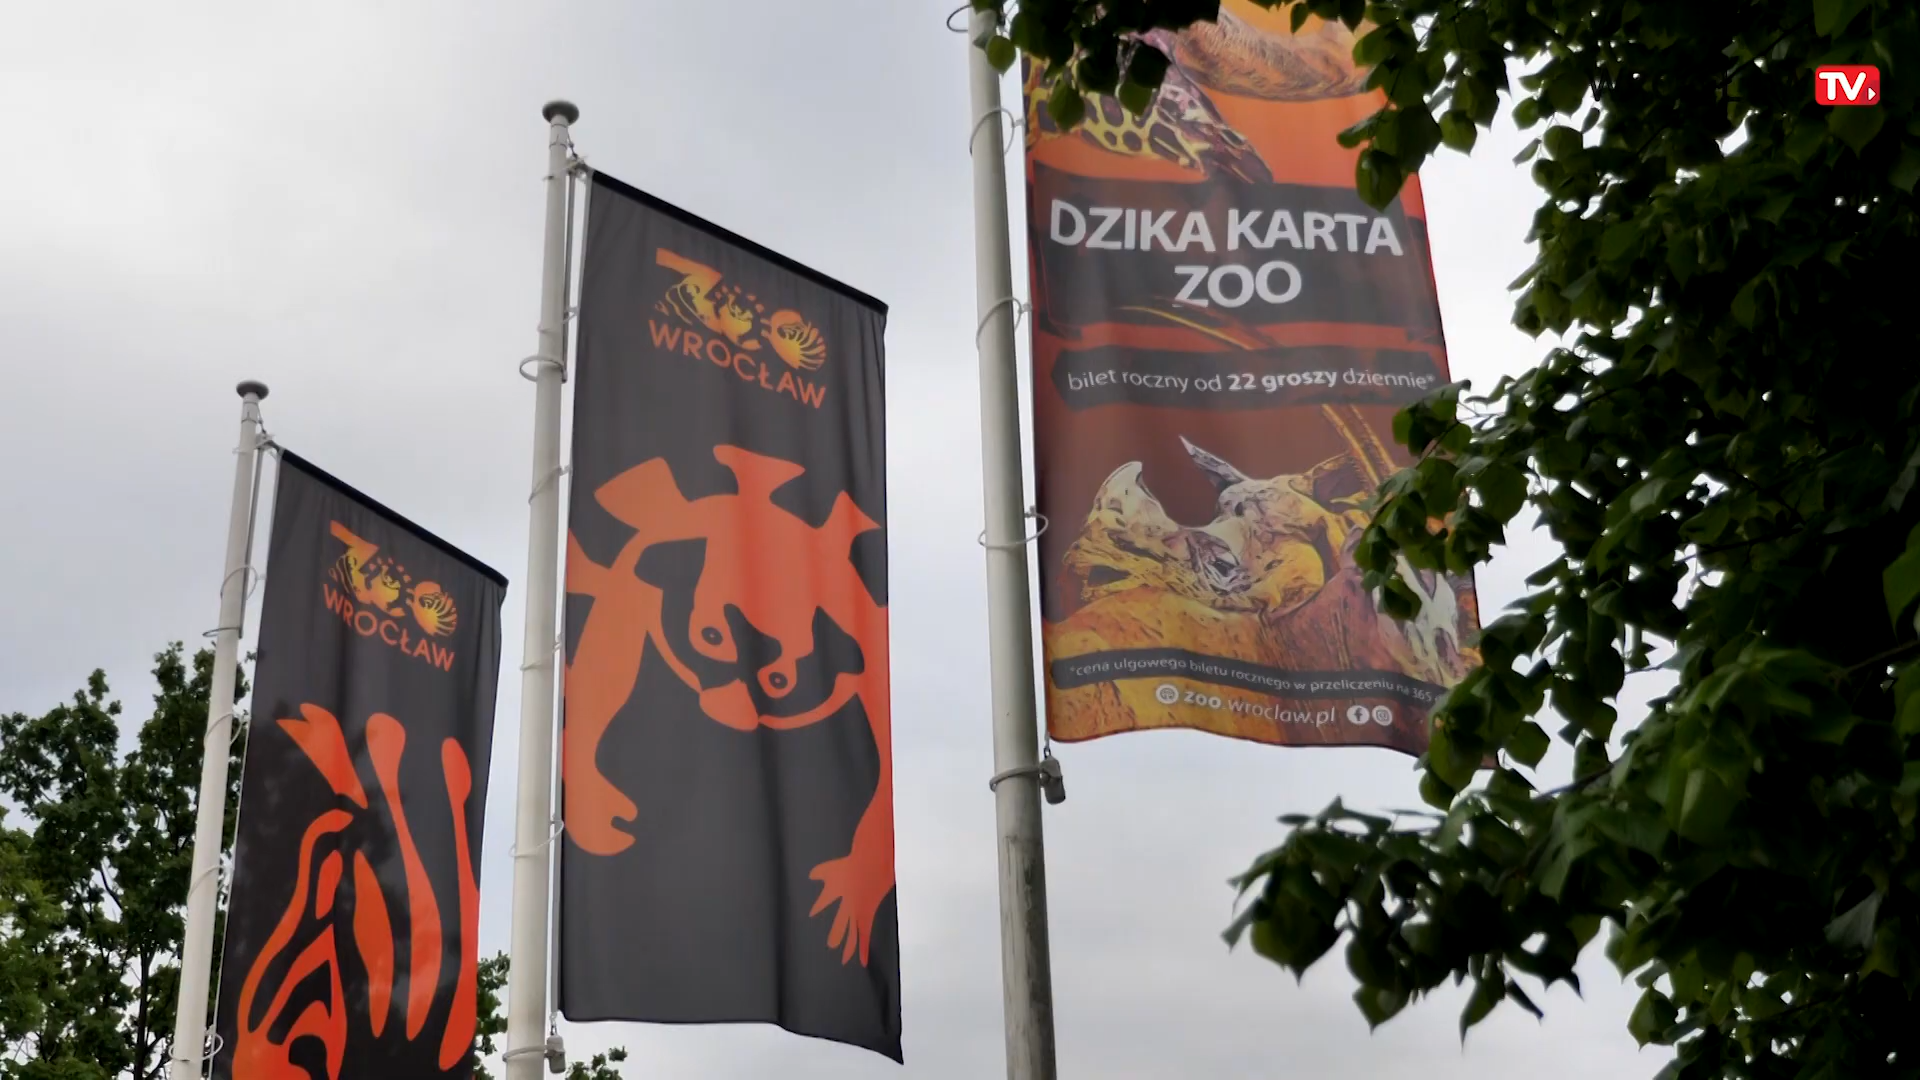 ZOO
WROCŁAW
ZOO
WROCŁAW
DZIKA KARTA
ZOO
bilet roczny od 22 groszy dziennie*
*cena ulgowego biletu rocznego w przeliczeniu na 365
zoo.wroclaw.pl
TV